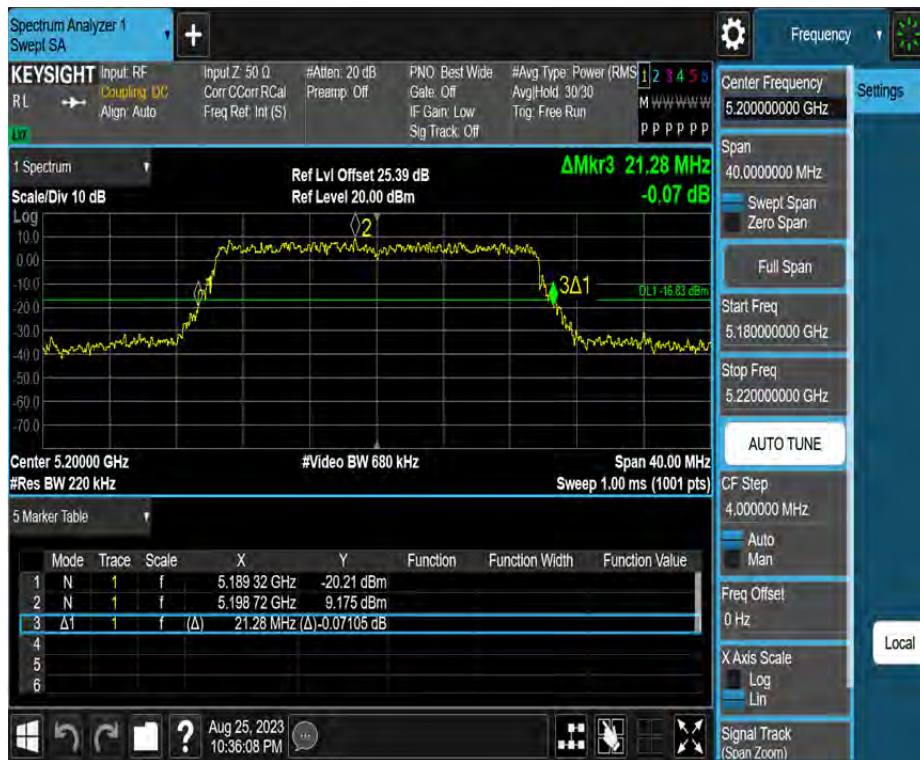 Spectrum Analyzer 1
Swept SA
+
Frequency
KEYSIGHT
RL
Input: RF
Coupling: DC
Align: Auto
Input Z: 50 Ω
Corr CCorr RCal
Freq Ref: Int (S)
#Atten: 20 dB
Preamp: Off
PNO: Best Wide
Gate: Off
IF Gain: Low
Sig Track: Off
#Avg Type: Power (RMS
Avg|Hold: 30/30
Trig: Free Run
1 2 3 4 5 6
M W W W W W
P P P P P P
1 Spectrum
Scale/Div 10 dB
Ref Lvl Offset 25.39 dB
Ref Level 20.00 dBm
ΔMkr3 21.28 MHz
-0.07 dB
Log
10.0
0.00
-10.0
-20.0
-30.0
-40.0
-50.0
-60.0
-70.0
2
3Δ1
DL1 -16.83 dBm
Center 5.20000 GHz
#Video BW 680 kHz
Span 40.00 MHz
#Res BW 220 kHz
Sweep 1.00 ms (1001 pts)
5 Marker Table
Mode Trace Scale X Y Function Function Width Function Value
1 N 1 f 5.189 32 GHz -20.21 dBm
2 N 1 f 5.198 72 GHz 9.175 dBm
3 Δ1 1 f (Δ) 21.28 MHz (Δ)-0.07105 dB
4
5
6
?
Aug 25, 2023
10:36:08 PM
Center Frequency
5.200000000 GHz
Span
40.0000000 MHz
Swept Span
Zero Span
Full Span
Start Freq
5.180000000 GHz
Stop Freq
5.220000000 GHz
AUTO TUNE
CF Step
4.000000 MHz
Auto
Man
Freq Offset
0 Hz
X Axis Scale
Log
Lin
Signal Track
(Span Zoom)
Settings
Local